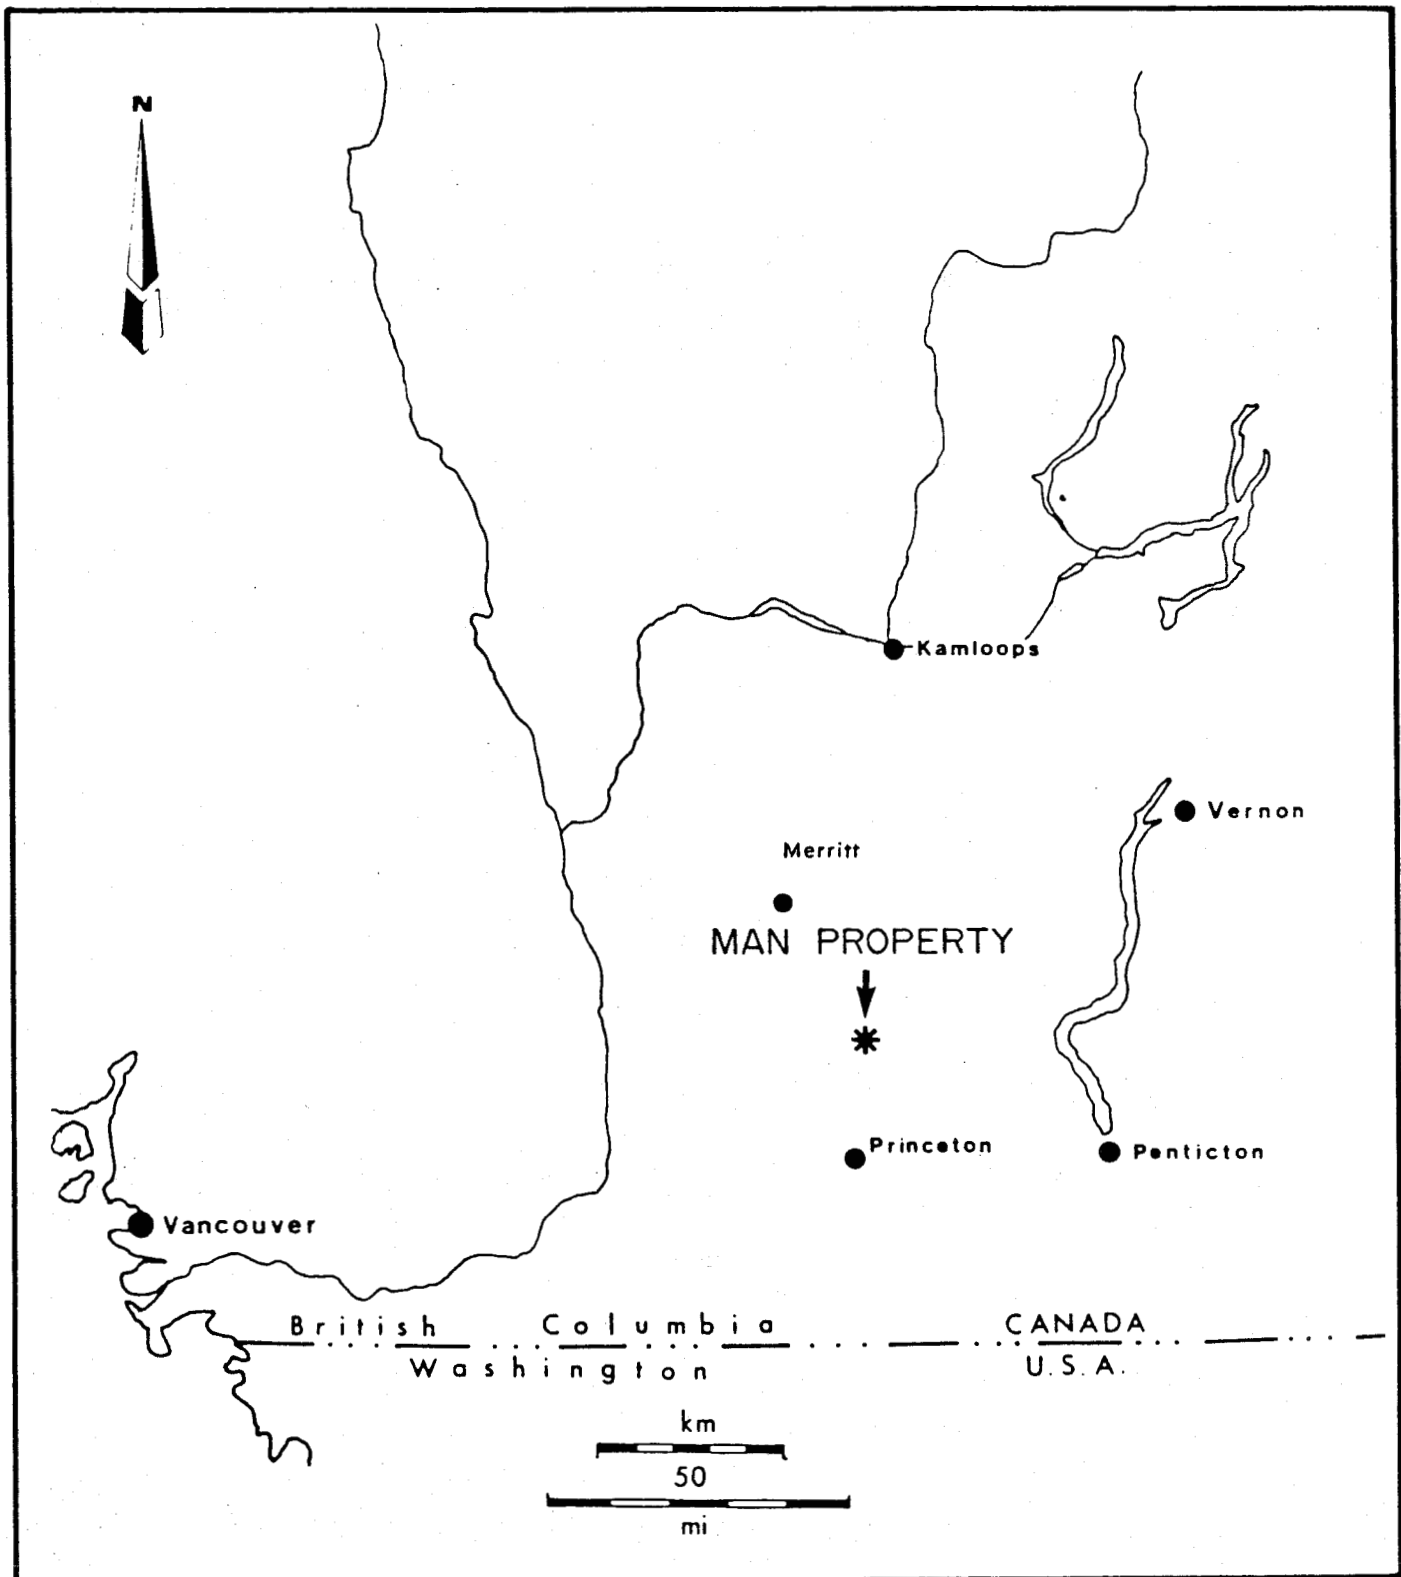 N
Kamloops
Vernon
Merritt
MAN PROPERTY
Princeton
Penticton
Vancouver
British Columbia
CANADA
Washington
U.S.A.
km
50
mi